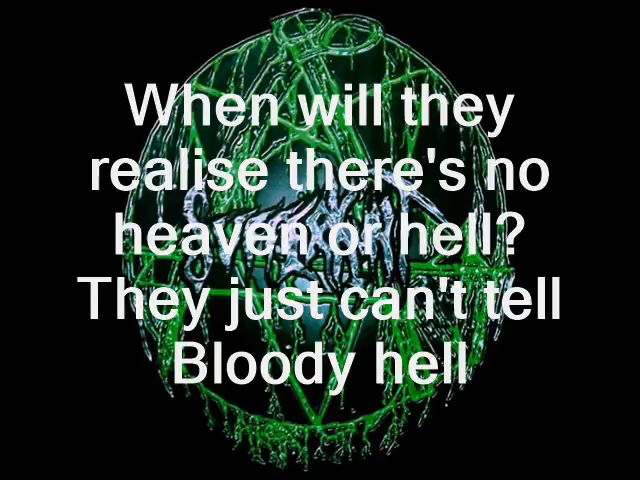 When will they
realise there's no
heaven or hell?
They just can't tell
Bloody hell